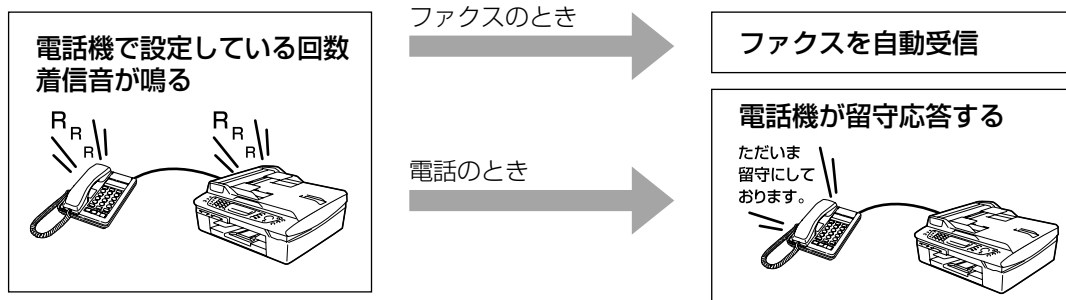 電話機で設定している回数
着信音が鳴る
R R R
R R R
ファクスのとき
ファクスを自動受信
電話のとき
電話機が留守応答する
ただいま
留守にして
おります。